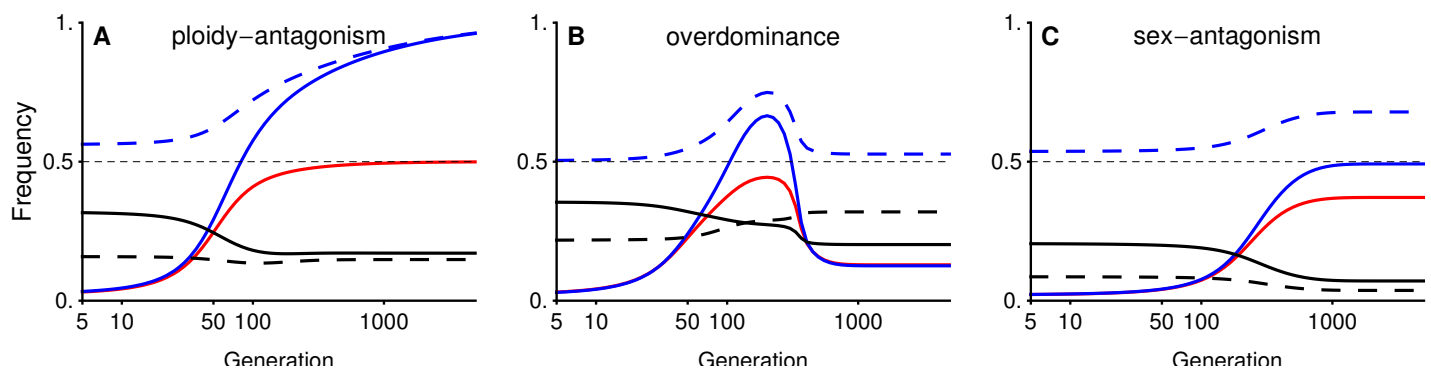 A ploidy−antagonism
B overdominance
C sex−antagonism
Frequency
1.
0.5
0.
5 10 50 100 1000
Generation
1.
0.5
0.
5 10 50 100 1000
Generation
1.
0.5
0.
5 10 50 100 1000
Generation